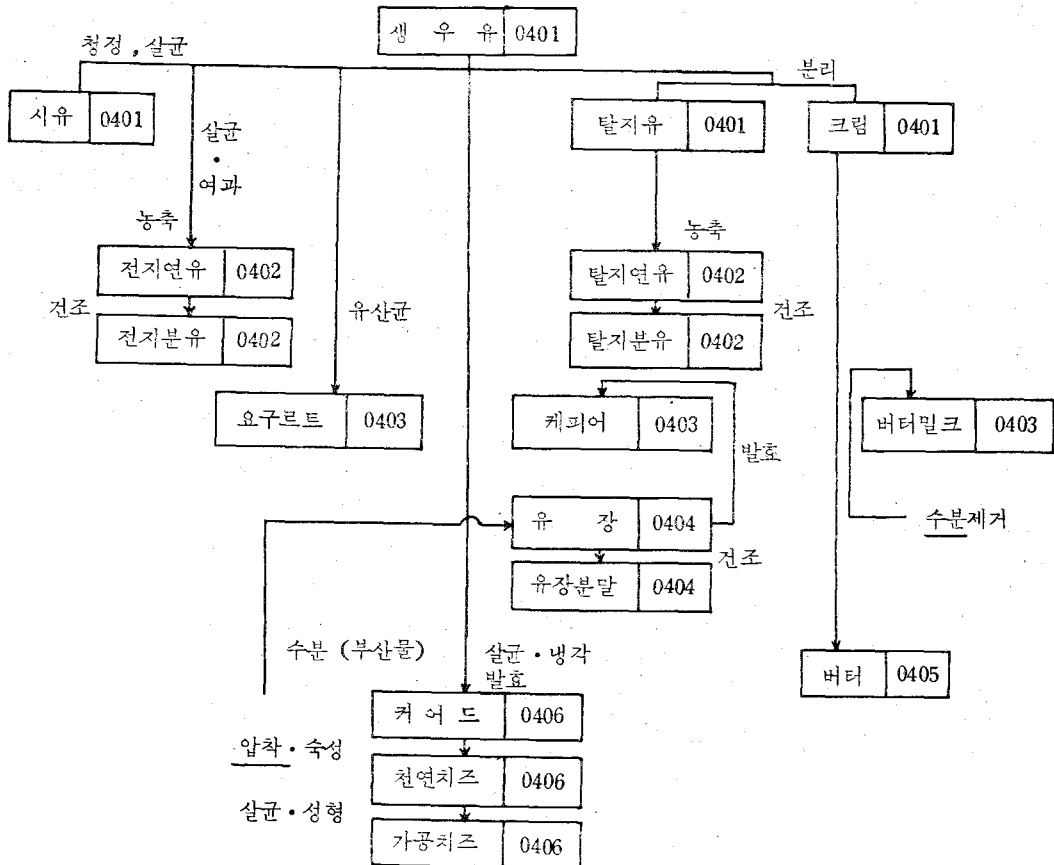 생 우 유 0401
청정, 살균
분리
시유 0401
탈지유 0401
크림 0401
살균
·
여과
농축
농축
전지연유 0402
탈지연유 0402
건조
건조
전지분유 0402
탈지분유 0402
유산균
요구르트 0403
케피어 0403
버터밀크 0403
발효
유 장 0404
수분제거
건조
유장분말 0404
수분 (부산물)
살균·냉각
발효
버터 0405
커 어 드 0406
압착·숙성
천연치즈 0406
살균·성형
가공치즈 0406